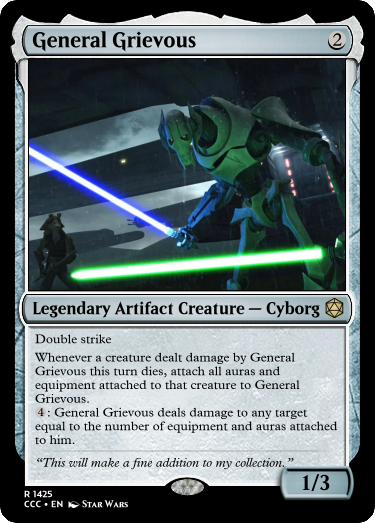 General Grievous 2
Legendary Artifact Creature — Cyborg
Double strike
Whenever a creature dealt damage by General
Grievous this turn dies, attach all auras and
equipment attached to that creature to General
Grievous.
4: General Grievous deals damage to any target
equal to the number of equipment and auras attached
to him.
“This will make a fine addition to my collection.”
1/3
R 1425
CCC • EN STAR WARS